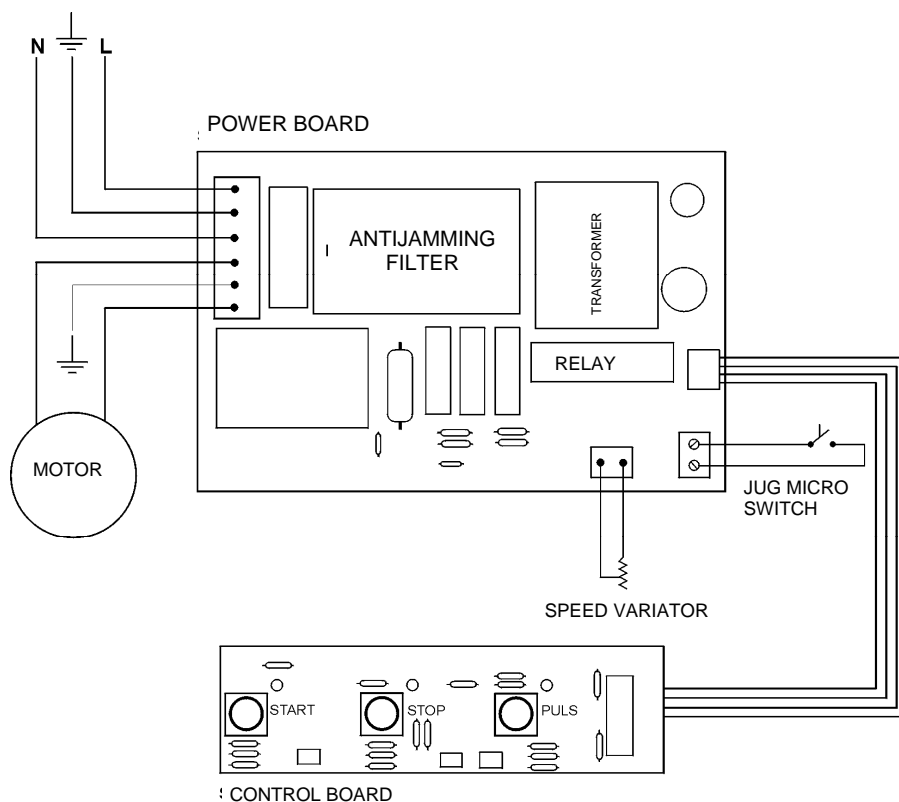 N L
POWER BOARD
ANTIJAMMING
FILTER
TRANSFORMER
RELAY
MOTOR
JUG MICRO
SWITCH
SPEED VARIATOR
START
STOP
PULS
CONTROL BOARD